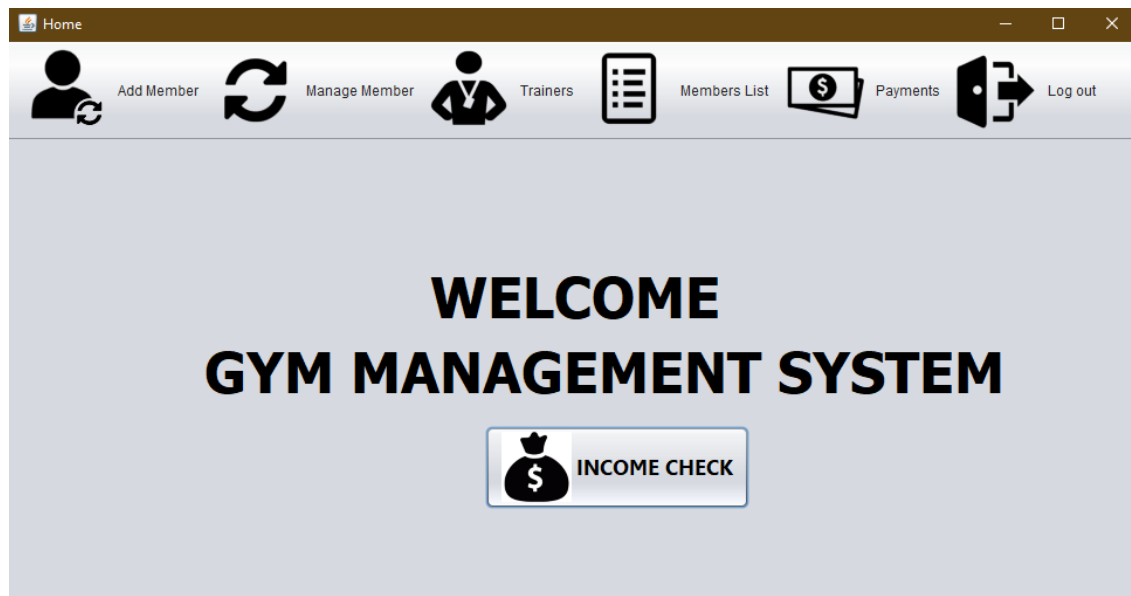 Home
Add Member Manage Member Trainers Members List $ Payments Log out
WELCOME
GYM MANAGEMENT SYSTEM
$ INCOME CHECK